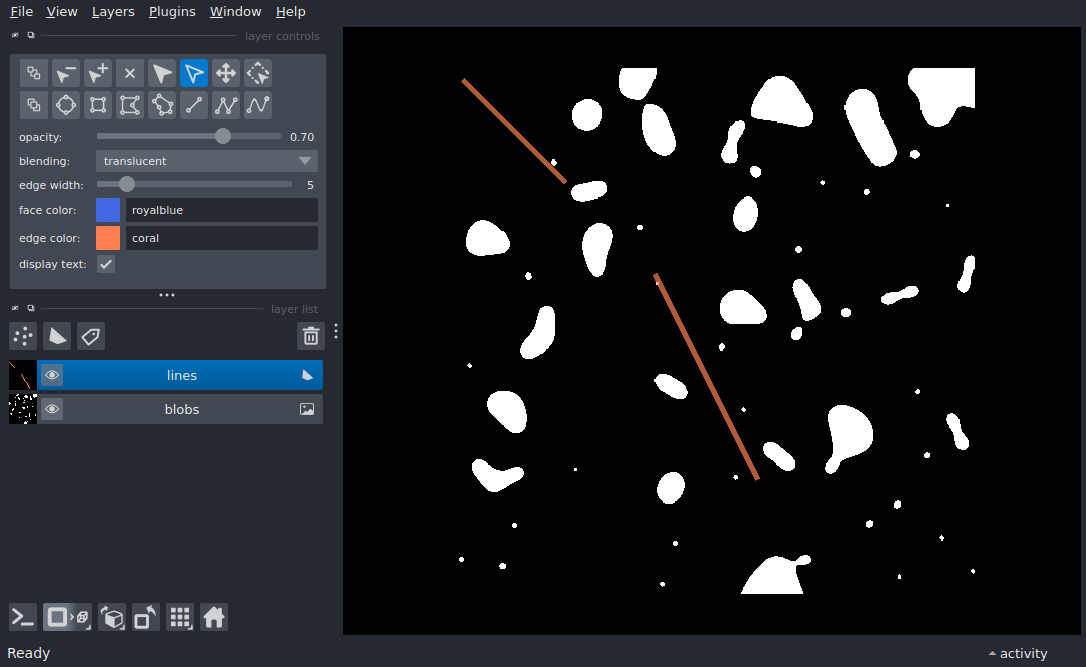 File View Layers Plugins Window Help
layer controls
opacity: 0.70
blending: translucent
edge width: 5
face color: royalblue
edge color: coral
display text:
layer list
lines
blobs
Ready
activity